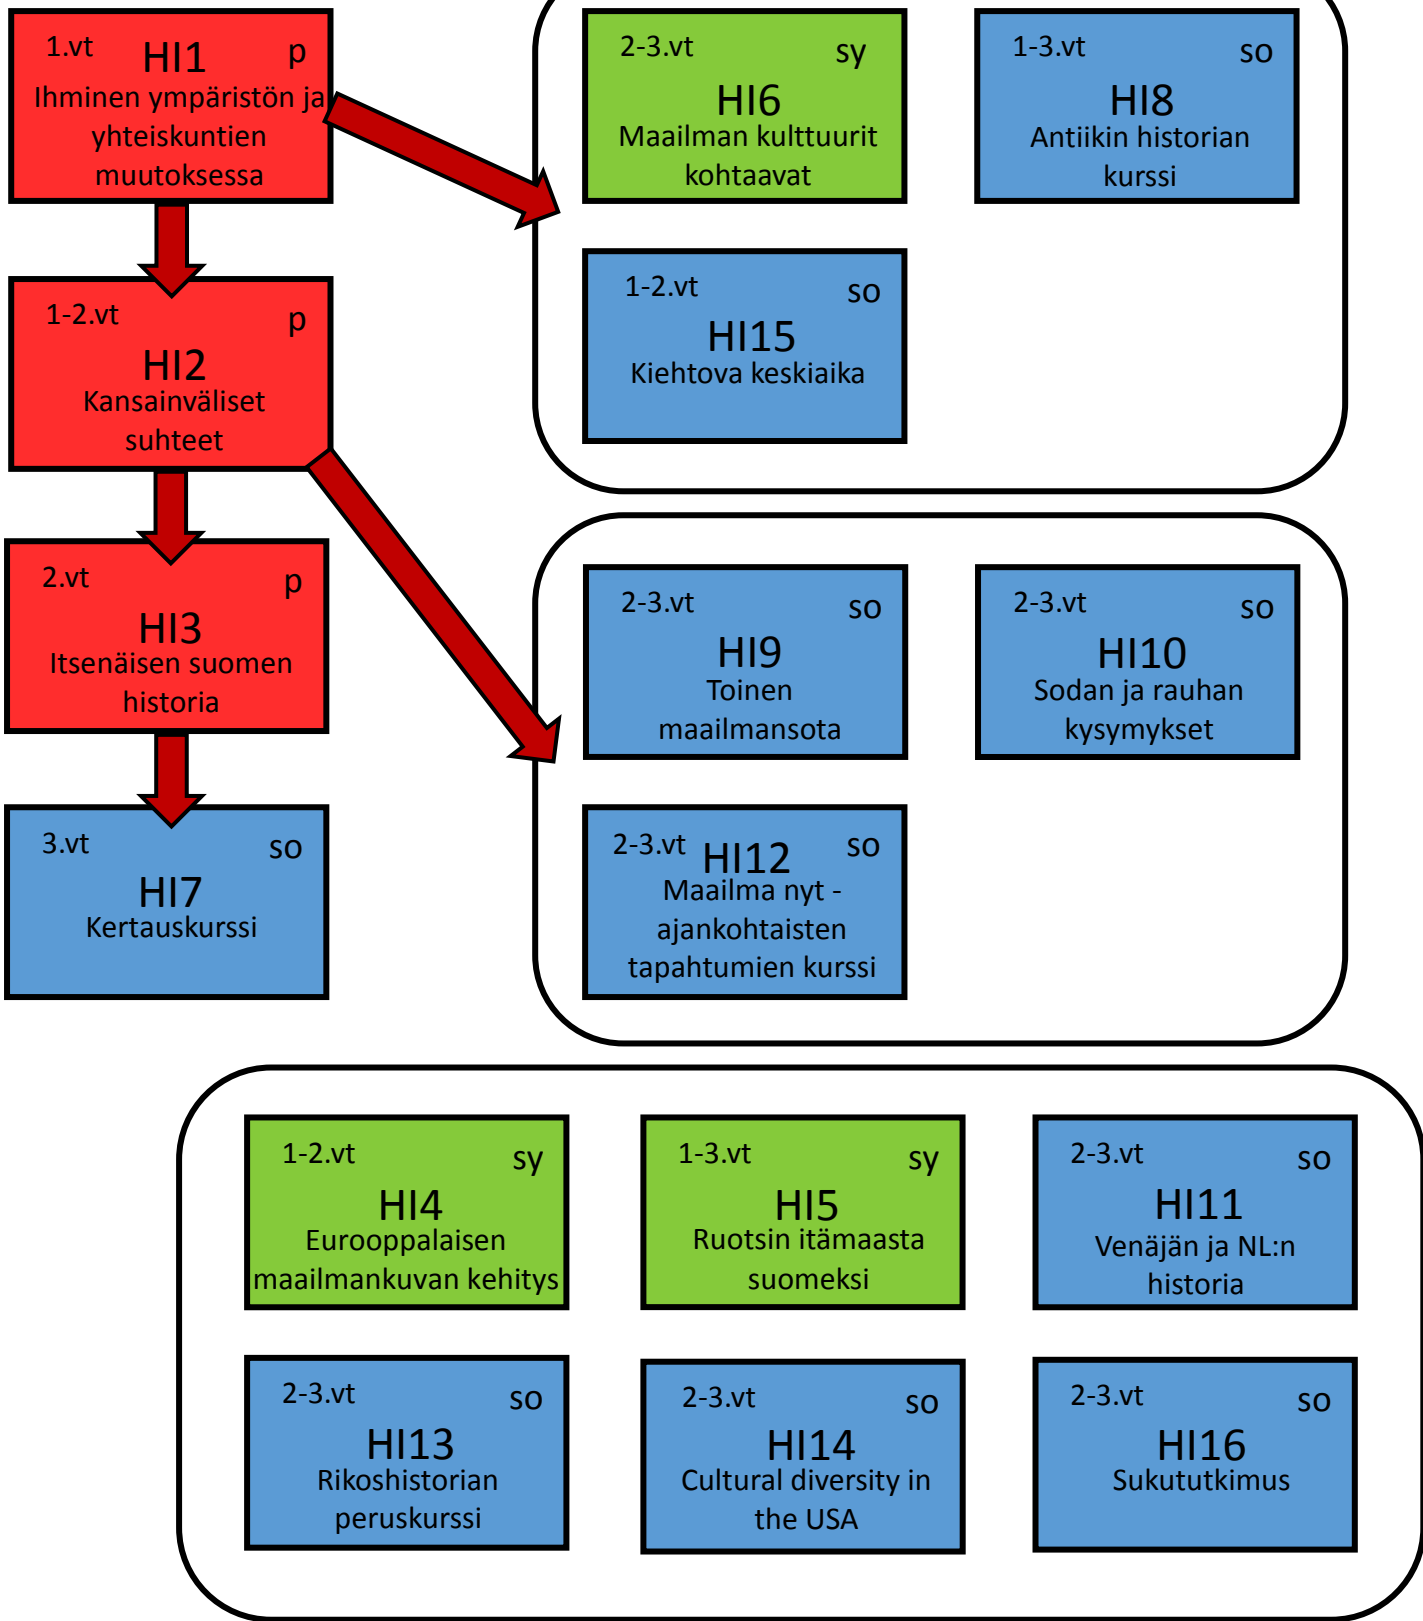 1.vt HI1 p
Ihminen ympäristön ja
yhteiskuntien
muutoksessa
1-2.vt p
HI2
Kansainväliset
suhteet
2.vt p
HI3
Itsenäisen suomen
historia
3.vt so
HI7
Kertauskurssi
2-3.vt sy
HI6
Maailman kulttuurit
kohtaavat
1-3.vt so
HI8
Antiikin historian
kurssi
1-2.vt so
HI15
Kiehtova keskiaika
2-3.vt so
HI9
Toinen
maailmansota
2-3.vt so
HI10
Sodan ja rauhan
kysymykset
2-3.vt HI12 so
Maailma nyt -
ajankohtaisten
tapahtumien kurssi
1-2.vt sy
HI4
Eurooppalaisen
maailmankuvan kehitys
1-3.vt sy
HI5
Ruotsin itämaasta
suomeksi
2-3.vt so
HI11
Venäjän ja NL:n
historia
2-3.vt so
HI13
Rikoshistorian
peruskurssi
2-3.vt so
HI14
Cultural diversity in
the USA
2-3.vt so
HI16
Sukututkimus